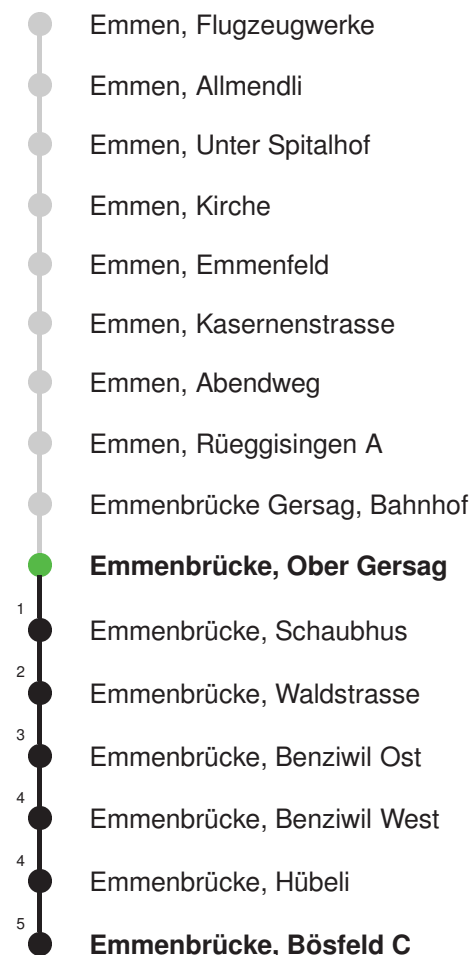 Emmen, Flugzeugwerke
Emmen, Allmendli
Emmen, Unter Spitalhof
Emmen, Kirche
Emmen, Emmenfeld
Emmen, Kasernenstrasse
Emmen, Abendweg
Emmen, Rüeggisingen A
Emmenbrücke Gersag, Bahnhof
Emmenbrücke, Ober Gersag
1 Emmenbrücke, Schaubhus
2 Emmenbrücke, Waldstrasse
3 Emmenbrücke, Benziwil Ost
4 Emmenbrücke, Benziwil West
4 Emmenbrücke, Hübeli
5 Emmenbrücke, Bösfeld C